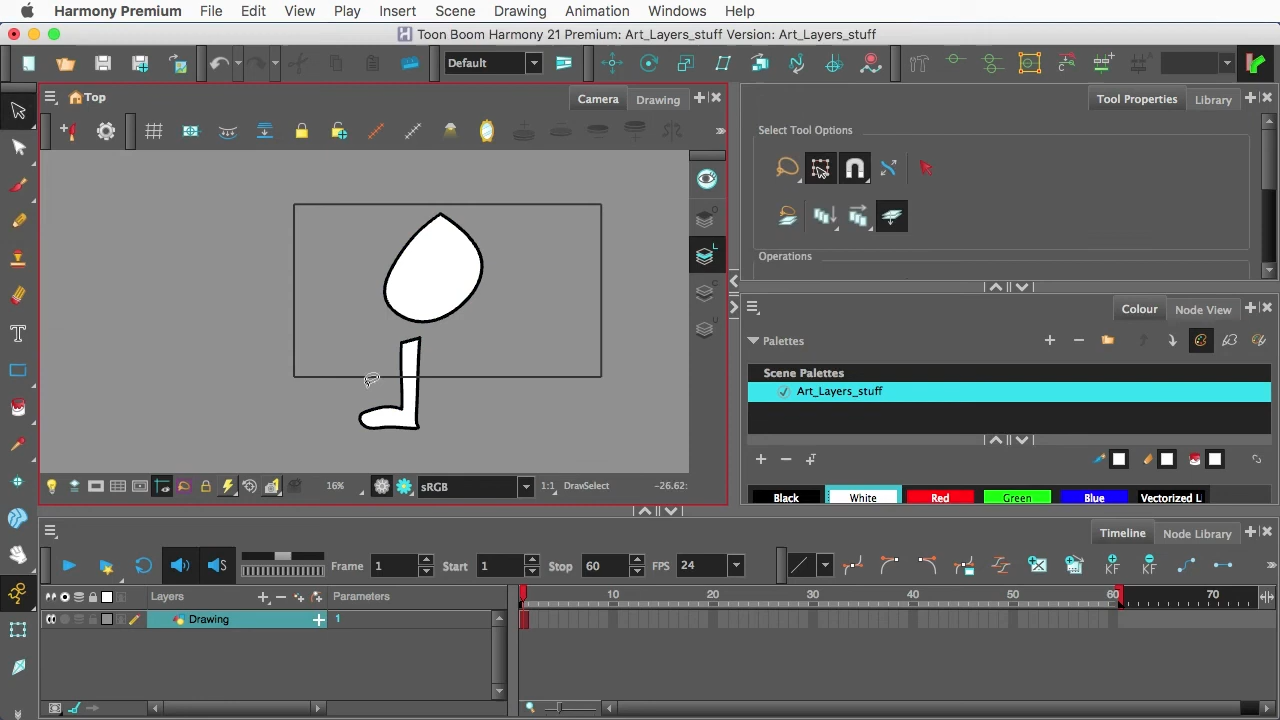 Harmony Premium File Edit View Play Insert Scene Drawing Animation Windows Help
Toon Boom Harmony 21 Premium: Art_Layers_stuff Version: Art_Layers_stuff
Default
Top
Camera
Drawing
Tool Properties
Library
Select Tool Options
L
C
U
Operations
Colour
Node View
Palettes
Scene Palettes
Art_Layers_stuff
Black
White
Red
Green
Blue
Vectorized L
16%
sRGB
1:1
DrawSelect
-26.62:
Timeline
Node Library
Frame 1
Start 1
Stop 60
FPS 24
KF
KF
Layers
Parameters
10 20 30 40 50 60 70
Drawing
1